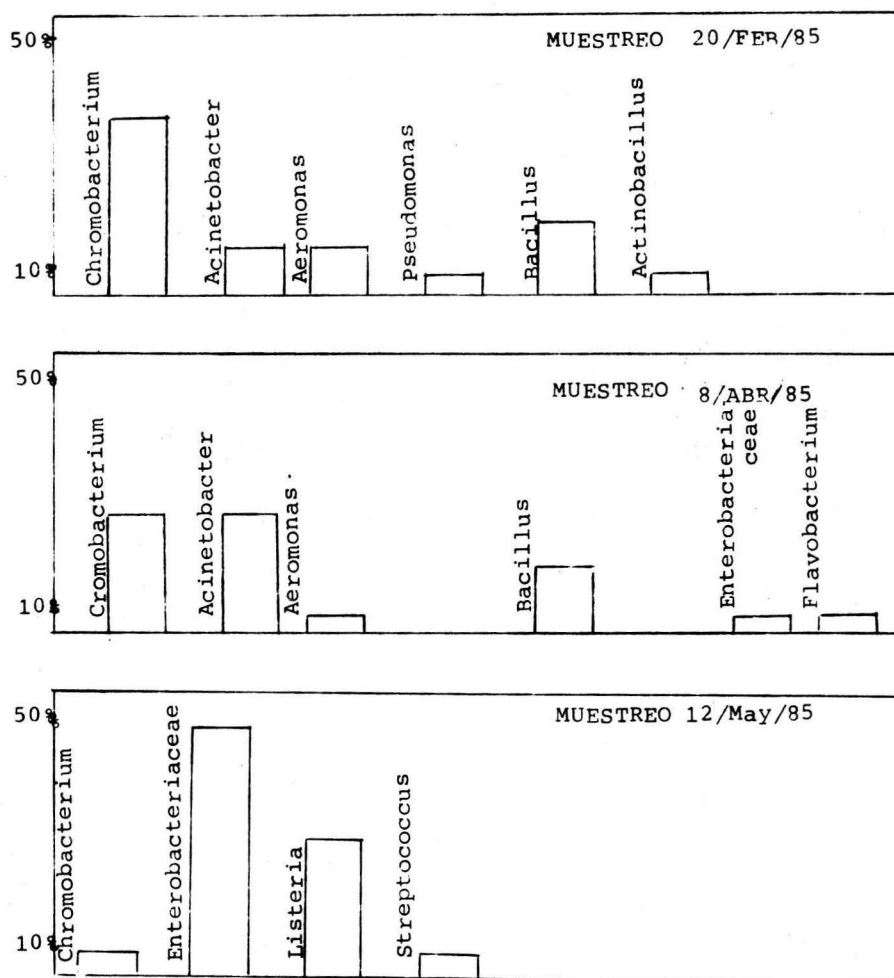 50%
MUESTREO 20/FEB/85
Chromobacterium
Acinetobacter
Aeromonas
Pseudomonas
Bacillus
Actinobacillus
10%
50%
MUESTREO 8/ABR/85
Cromobacterium
Acinetobacter
Aeromonas
Bacillus
Enterobacteria
ceae
Flavobacterium
10%
50%
MUESTREO 12/May/85
Chromobacterium
Enterobacteriaceae
Listeria
Streptococcus
10%